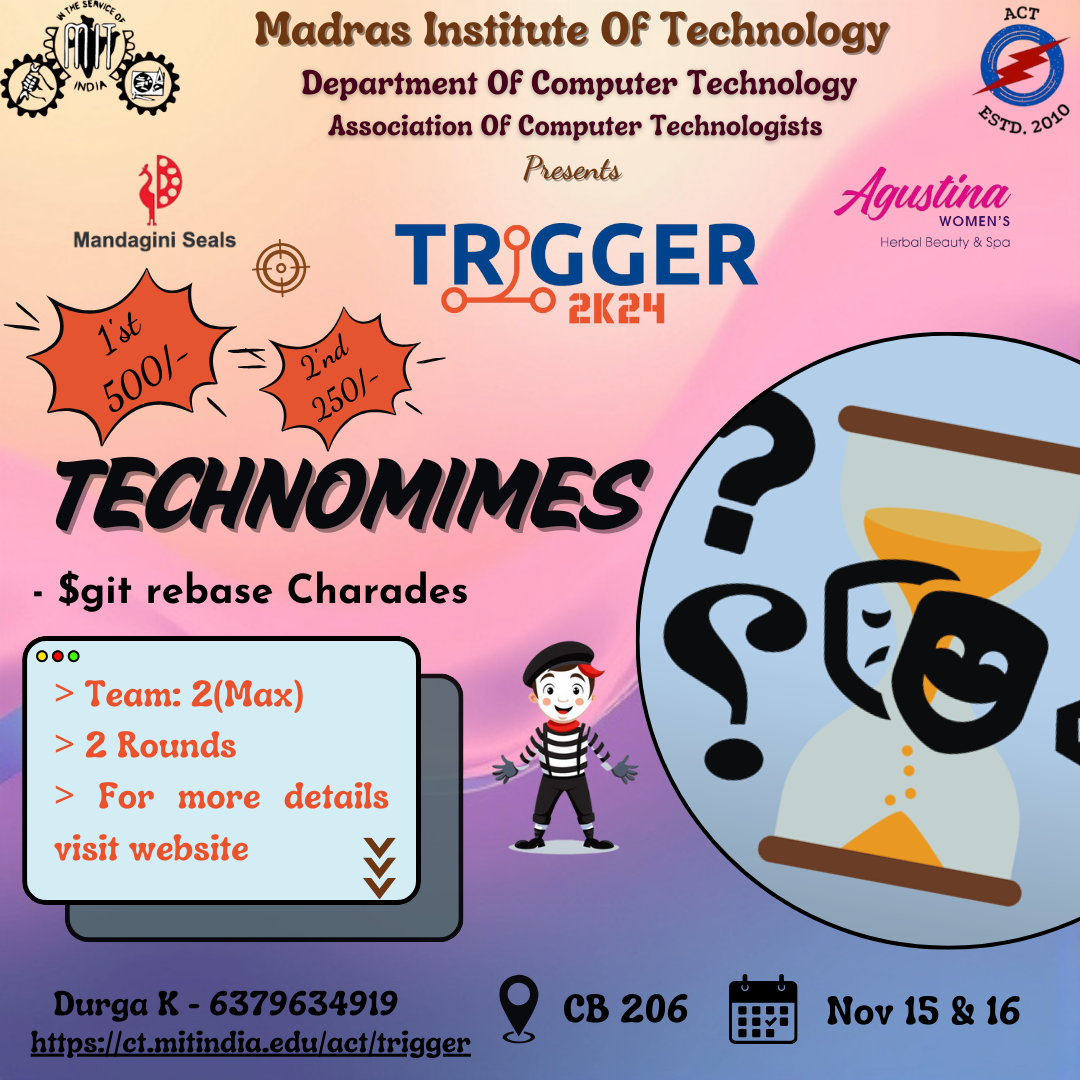 IN THE SERVICE OF
MIT
INDIA
Madras Institute Of Technology
Department Of Computer Technology
Association Of Computer Technologists
Presents
ACT
ESTD. 2010
Mandagini Seals
Agustina
WOMEN'S
Herbal Beauty & Spa
TRIGGER
2K24
1'st
500/-
2'nd
250/-
TECHNOMIMES
- $git rebase Charades
> Team: 2(Max)
> 2 Rounds
> For more details
visit website
Durga K - 6379634919
https://ct.mitindia.edu/act/trigger
CB 206
Nov 15 & 16